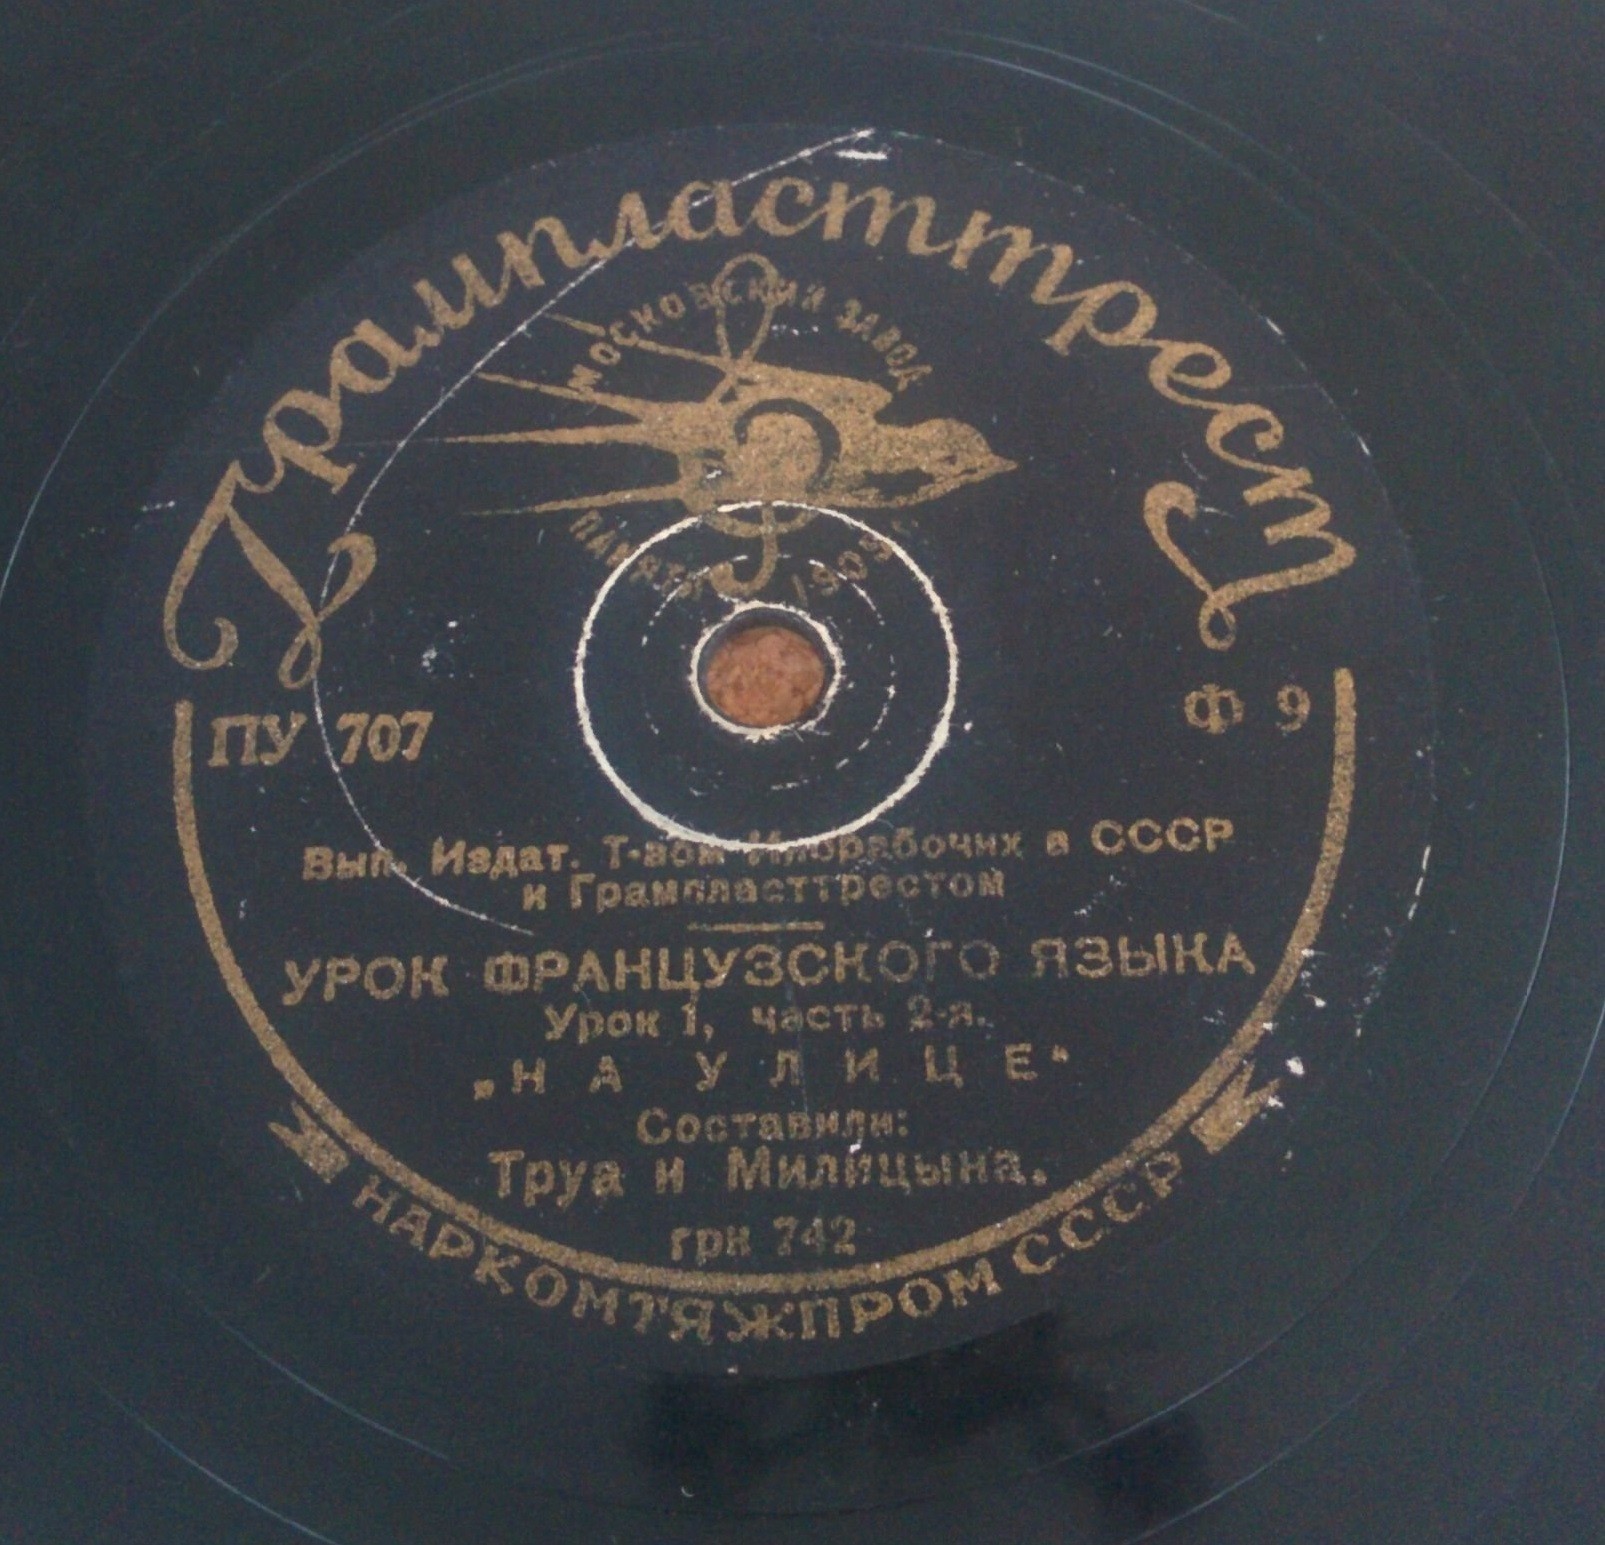 Грампласттрест
МОСКОВСКИЙ ЗАВОД
ПАМЯТИ 1905 г.
ПУ 707
Ф 9
Вып. Издат. Т-вом Инорабочих в СССР
и Грампласттрестом
УРОК ФРАНЦУЗСКОГО ЯЗЫКА
Урок 1, часть 2-я.
„НА УЛИЦЕ“
Составили:
Труа и Милицына.
грк 742
НАРКОМТЯЖПРОМ СССР